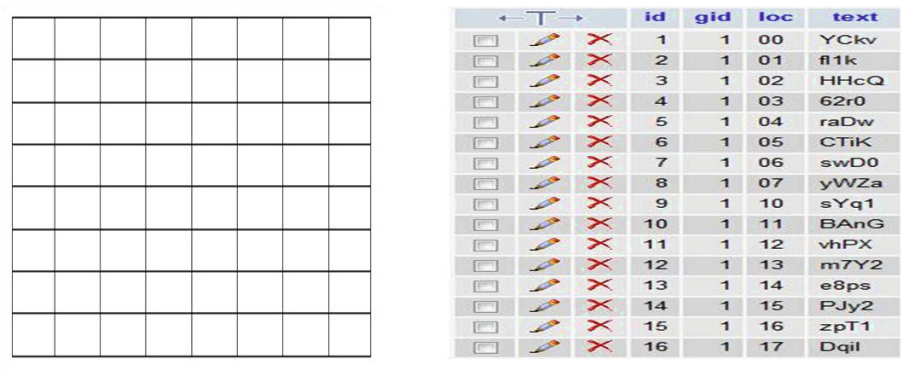 id gid loc text
1 1 00 YCkv
2 1 01 fl1k
3 1 02 HHcQ
4 1 03 62r0
5 1 04 raDw
6 1 05 CTiK
7 1 06 swD0
8 1 07 yWZa
9 1 10 sYq1
10 1 11 BAnG
11 1 12 vhPX
12 1 13 m7Y2
13 1 14 e8ps
14 1 15 PJy2
15 1 16 zpT1
16 1 17 Dqil